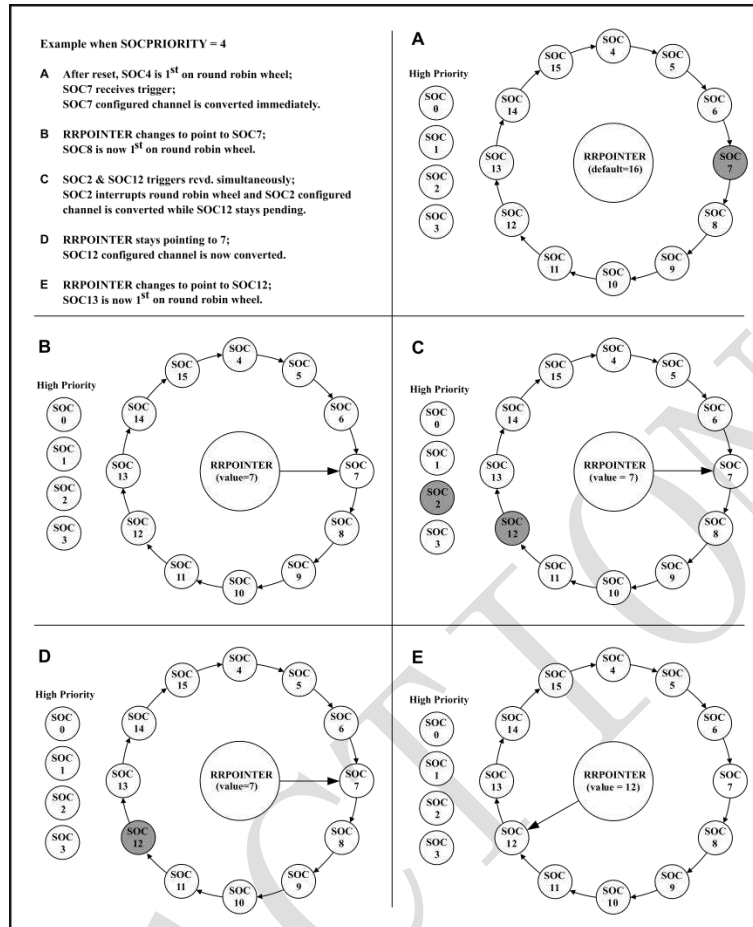 Example when SOCPRIORITY = 4
A After reset, SOC4 is 1st on round robin wheel;
SOC7 receives trigger;
SOC7 configured channel is converted immediately.
B RRPOINTER changes to point to SOC7;
SOC8 is now 1st on round robin wheel.
C SOC2 & SOC12 triggers rcvd. simultaneously;
SOC2 interrupts round robin wheel and SOC2 configured
channel is converted while SOC12 stays pending.
D RRPOINTER stays pointing to 7;
SOC12 configured channel is now converted.
E RRPOINTER changes to point to SOC12;
SOC13 is now 1st on round robin wheel.
A
High Priority
SOC
0
SOC
1
SOC
2
SOC
3
SOC
4
SOC
5
SOC
6
SOC
7
SOC
8
SOC
9
SOC
10
SOC
11
SOC
12
SOC
13
SOC
14
SOC
15
RRPOINTER
(default=16)
B
High Priority
SOC
0
SOC
1
SOC
2
SOC
3
SOC
4
SOC
5
SOC
6
SOC
7
SOC
8
SOC
9
SOC
10
SOC
11
SOC
12
SOC
13
SOC
14
SOC
15
RRPOINTER
(value=7)
C
High Priority
SOC
0
SOC
1
SOC
2
SOC
3
SOC
4
SOC
5
SOC
6
SOC
7
SOC
8
SOC
9
SOC
10
SOC
11
SOC
12
SOC
13
SOC
14
SOC
15
RRPOINTER
(value = 7)
D
High Priority
SOC
0
SOC
1
SOC
2
SOC
3
SOC
4
SOC
5
SOC
6
SOC
7
SOC
8
SOC
9
SOC
10
SOC
11
SOC
12
SOC
13
SOC
14
SOC
15
RRPOINTER
(value=7)
E
High Priority
SOC
0
SOC
1
SOC
2
SOC
3
SOC
4
SOC
5
SOC
6
SOC
7
SOC
8
SOC
9
SOC
10
SOC
11
SOC
12
SOC
13
SOC
14
SOC
15
RRPOINTER
(value = 12)